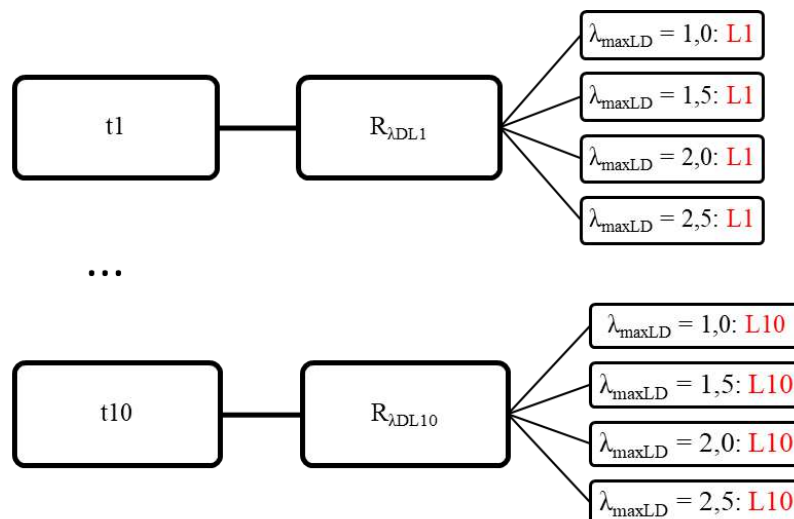 λmaxLD = 1,0: L1
λmaxLD = 1,5: L1
t1
RλDL1
λmaxLD = 2,0: L1
λmaxLD = 2,5: L1
...
λmaxLD = 1,0: L10
λmaxLD = 1,5: L10
t10
RλDL10
λmaxLD = 2,0: L10
λmaxLD = 2,5: L10